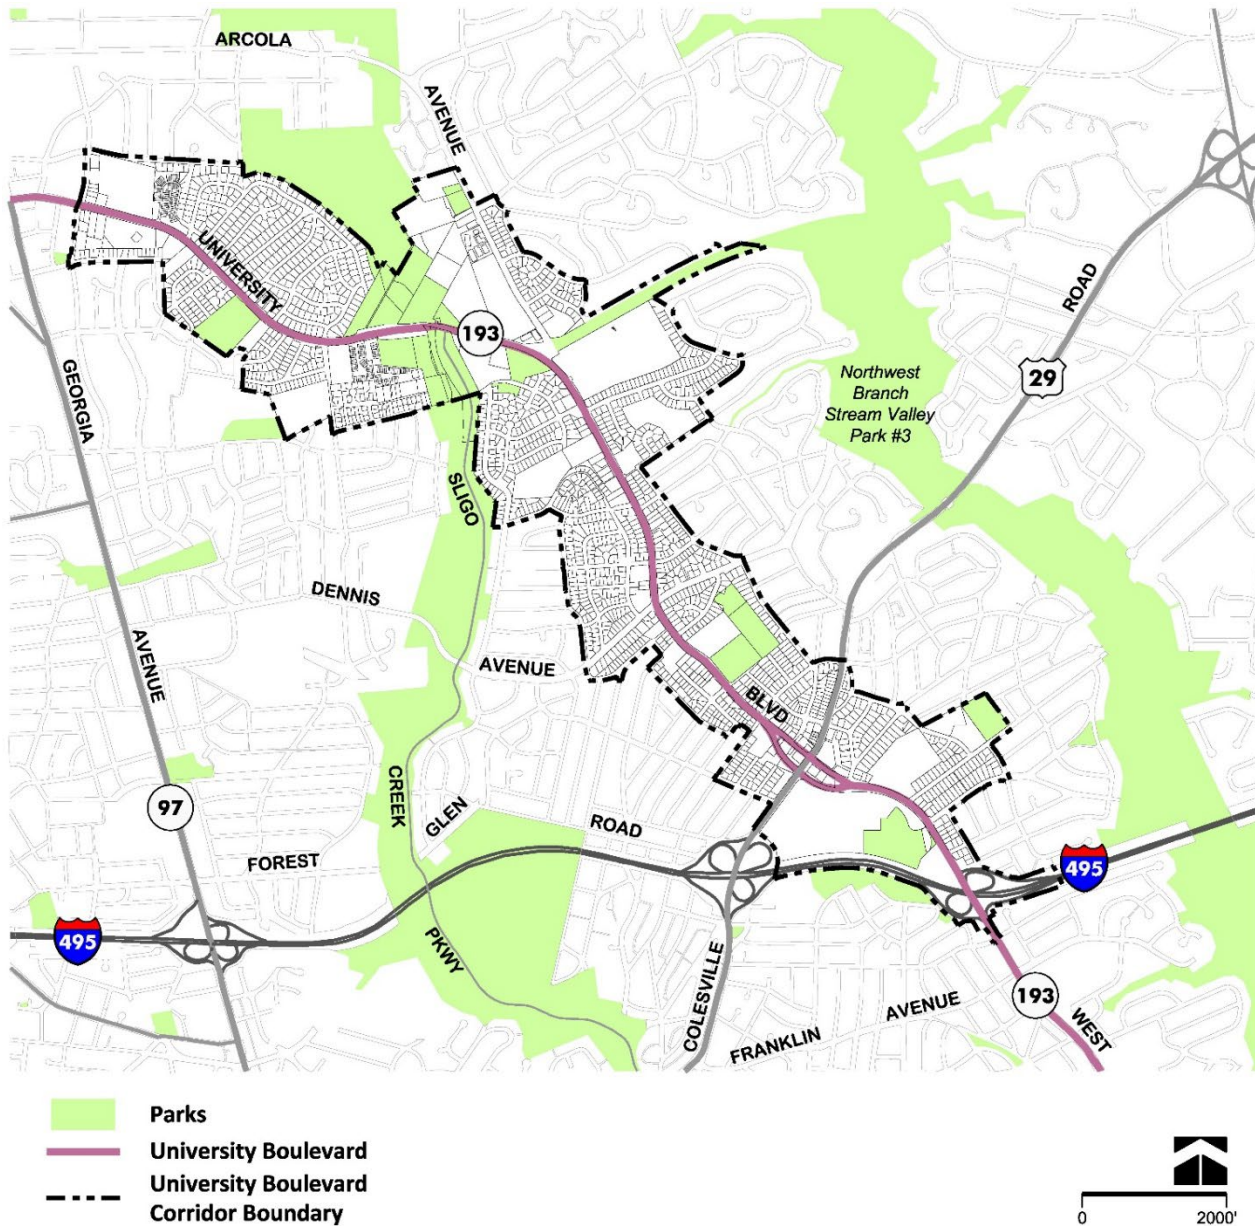 ARCOLA
AVENUE
UNIVERSITY
193
ROAD
29
GEORGIA
Northwest
Branch
Stream Valley
Park #3
SLIGO
DENNIS
AVENUE
AVENUE
BLVD
CREEK
GLEN
ROAD
97
FOREST
495
495
PKWY
COLESVILLE
AVENUE
193
WEST
FRANKLIN
Parks
University Boulevard
University Boulevard
Corridor Boundary
0 2000'